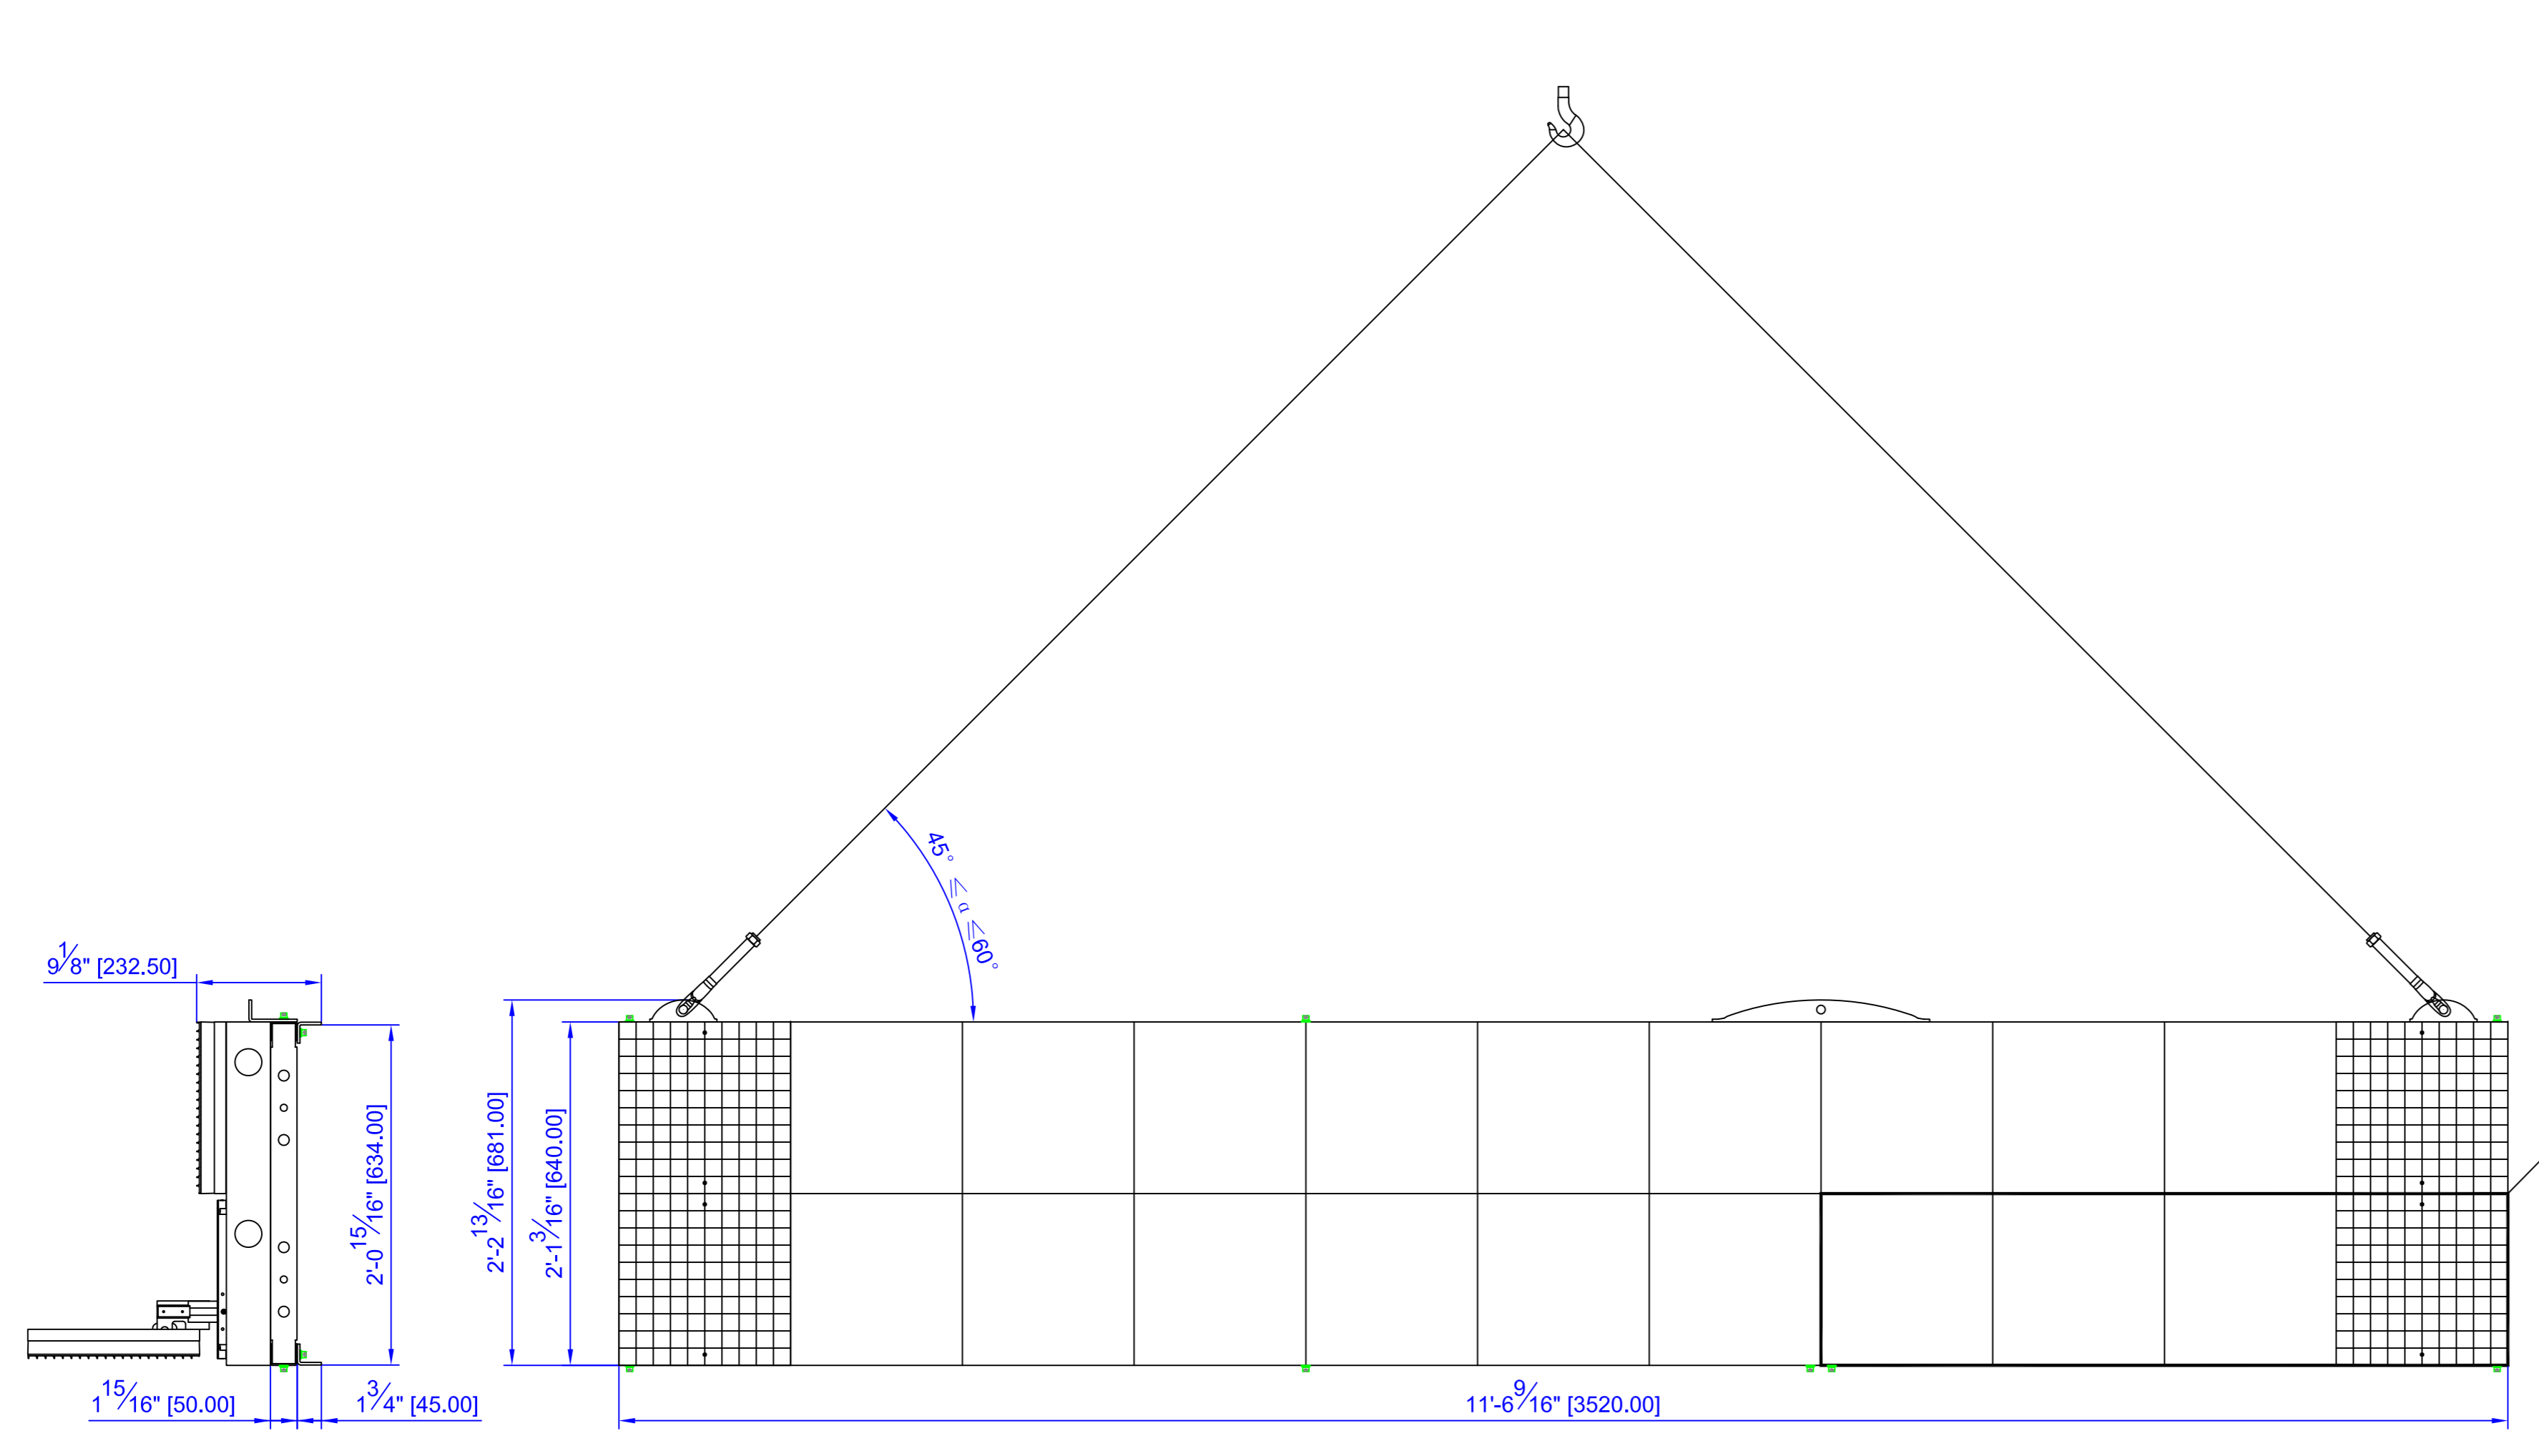 45° ≤ α ≤60°
9 1/8" [232.50]
2'-0 15/16" [634.00]
2'-2 13/16" [681.00]
2'-1 3/16" [640.00]
1 15/16" [50.00]
1 3/4" [45.00]
11'-6 9/16" [3520.00]